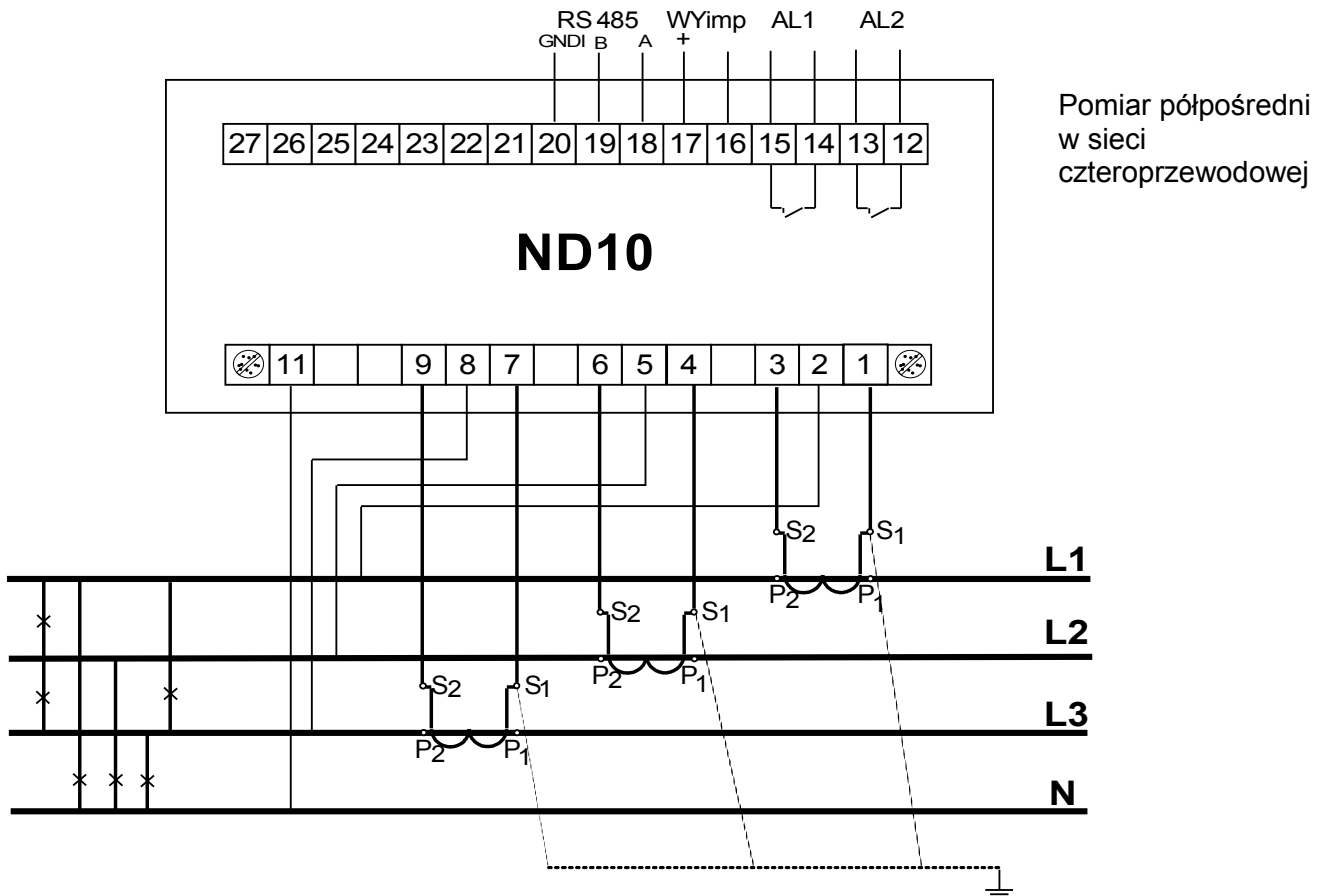 RS 485 WYimp AL1 AL2
GNDI B A +
Pomiar półpośredni
w sieci
czteroprzewodowej
27 26 25 24 23 22 21 20 19 18 17 16 15 14 13 12
ND10
11 9 8 7 6 5 4 3 2 1
S2 S1
L1
P2 P1
S2 S1
L2
P2 P1
S2 S1
L3
P2 P1
N